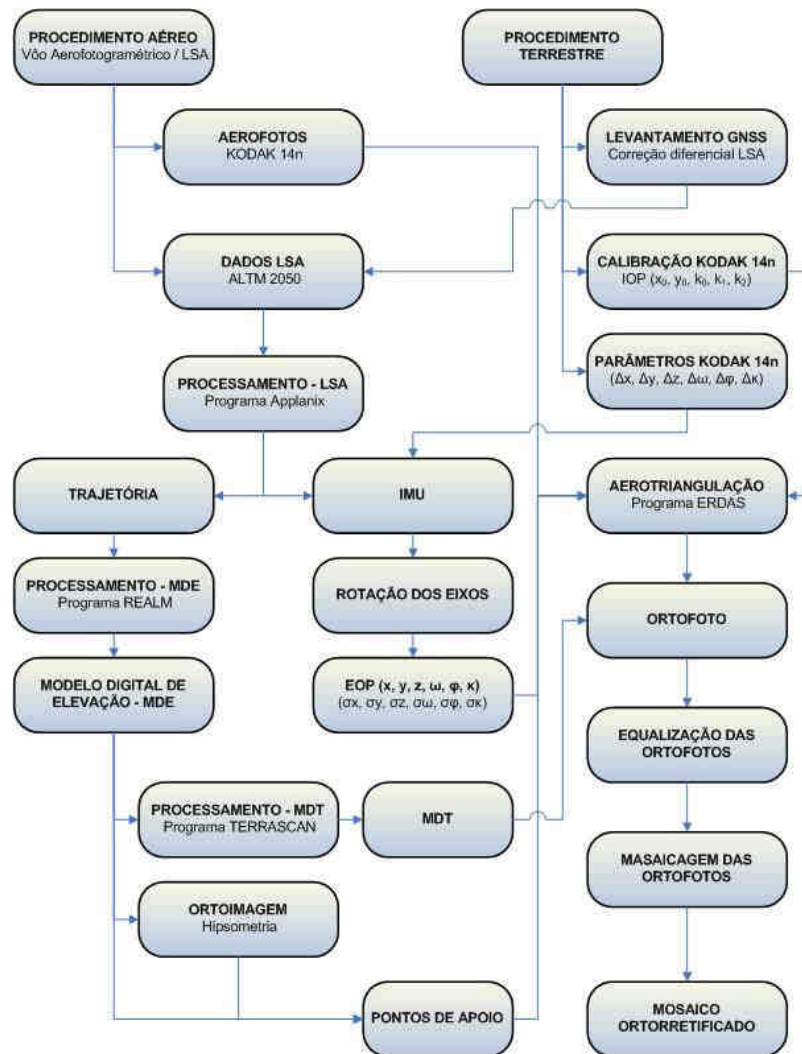 PROCEDIMENTO AÉREO
Vôo Aerofotogramétrico / LSA
PROCEDIMENTO
TERRESTRE
AEROFOTOS
KODAK 14n
LEVANTAMENTO GNSS
Correção diferencial LSA
DADOS LSA
ALTM 2050
CALIBRAÇÃO KODAK 14n
IOP (x₀, y₀, k₀, k₁, k₂)
PROCESSAMENTO - LSA
Programa Applanix
PARÂMETROS KODAK 14n
(Δx, Δy, Δz, Δω, Δφ, Δκ)
TRAJETÓRIA
IMU
AEROTRIANGULAÇÃO
Programa ERDAS
PROCESSAMENTO - MDE
Programa REALM
ROTAÇÃO DOS EIXOS
ORTOFOTO
MODELO DIGITAL DE
ELEVAÇÃO - MDE
EOP (x, y, z, ω, φ, κ)
(σx, σy, σz, σω, σφ, σκ)
EQUALIZAÇÃO DAS
ORTOFOTOS
PROCESSAMENTO - MDT
Programa TERRASCAN
MDT
MASAICAGEM DAS
ORTOFOTOS
ORTOIMAGEM
Hipsometria
PONTOS DE APOIO
MOSAICO
ORTORRETIFICADO